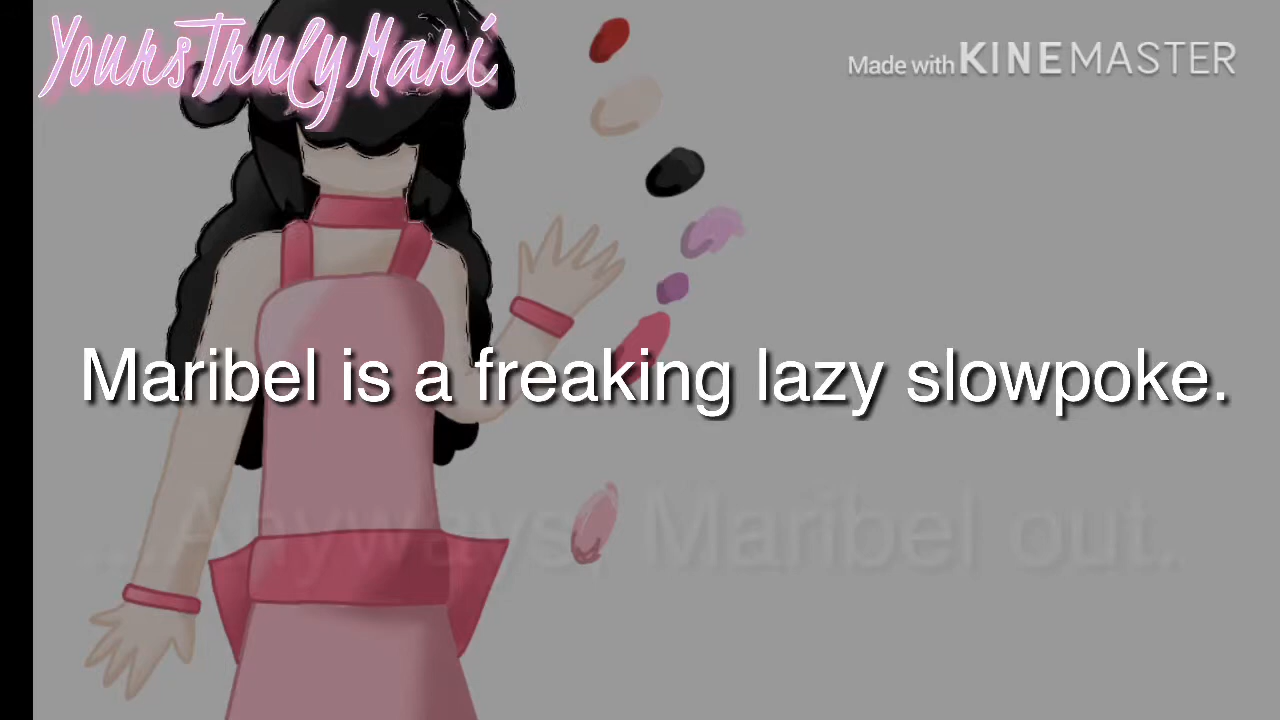 YoursTrulyMari
Made with KINEMASTER
Maribel is a freaking lazy slowpoke.
....Anyways, Maribel out.